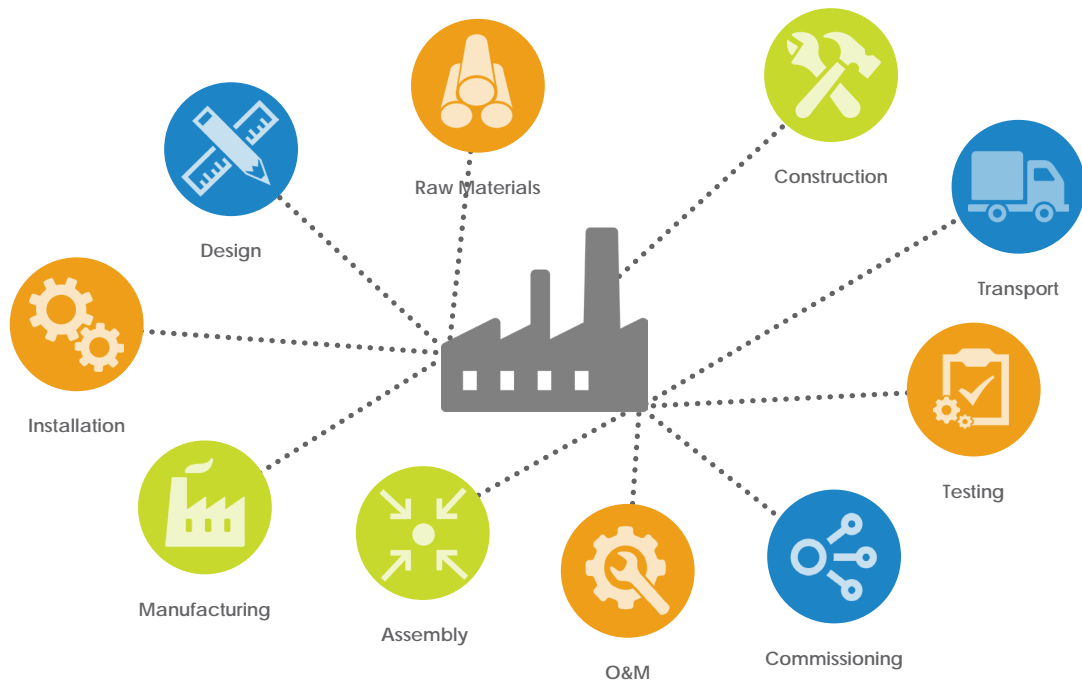 Raw Materials
Construction
Design
Transport
Installation
Testing
Manufacturing
Assembly
Commissioning
O&M